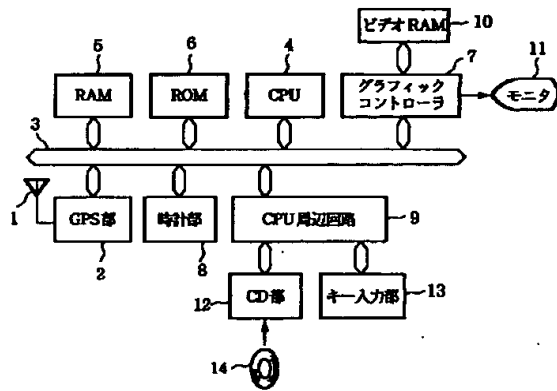 ビデオRAM
10
5
6
4
7
11
RAM
ROM
CPU
グラフィック
コントローラ
モニタ
3
1
GPS部
時計部
CPU周辺回路
9
2
8
12
CD部
キー入力部
13
14